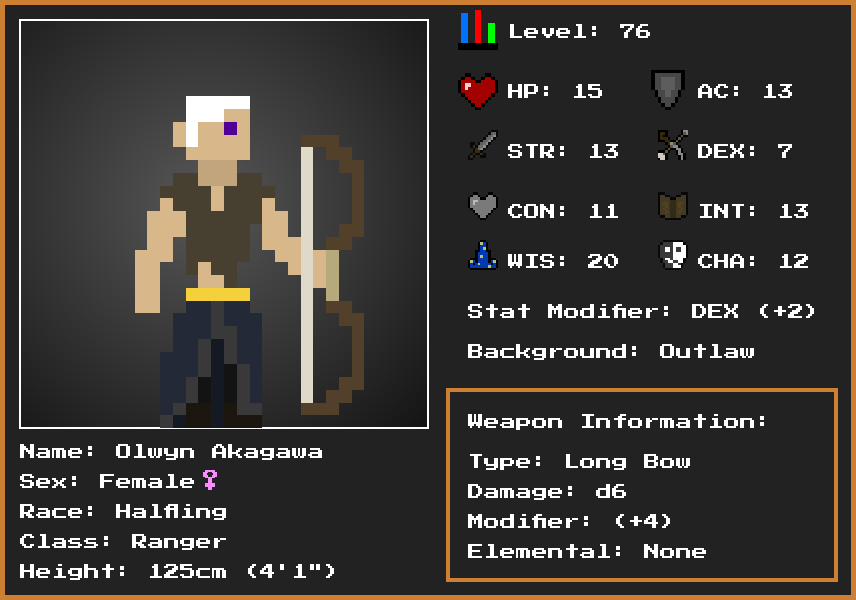 Level: 76
HP: 15 AC: 13
STR: 13 DEX: 7
CON: 11 INT: 13
WIS: 20 CHA: 12
Stat Modifier: DEX (+2)
Background: Outlaw
Weapon Information:
Type: Long Bow
Damage: d6
Modifier: (+4)
Elemental: None
Name: Olwyn Akagawa
Sex: Female♀
Race: Halfling
Class: Ranger
Height: 125cm (4'1")